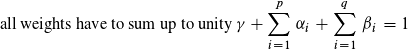 all weights have to sum up to unity γ + ∑_{i=1}^{p} α_i + ∑_{i=1}^{q} β_i = 1